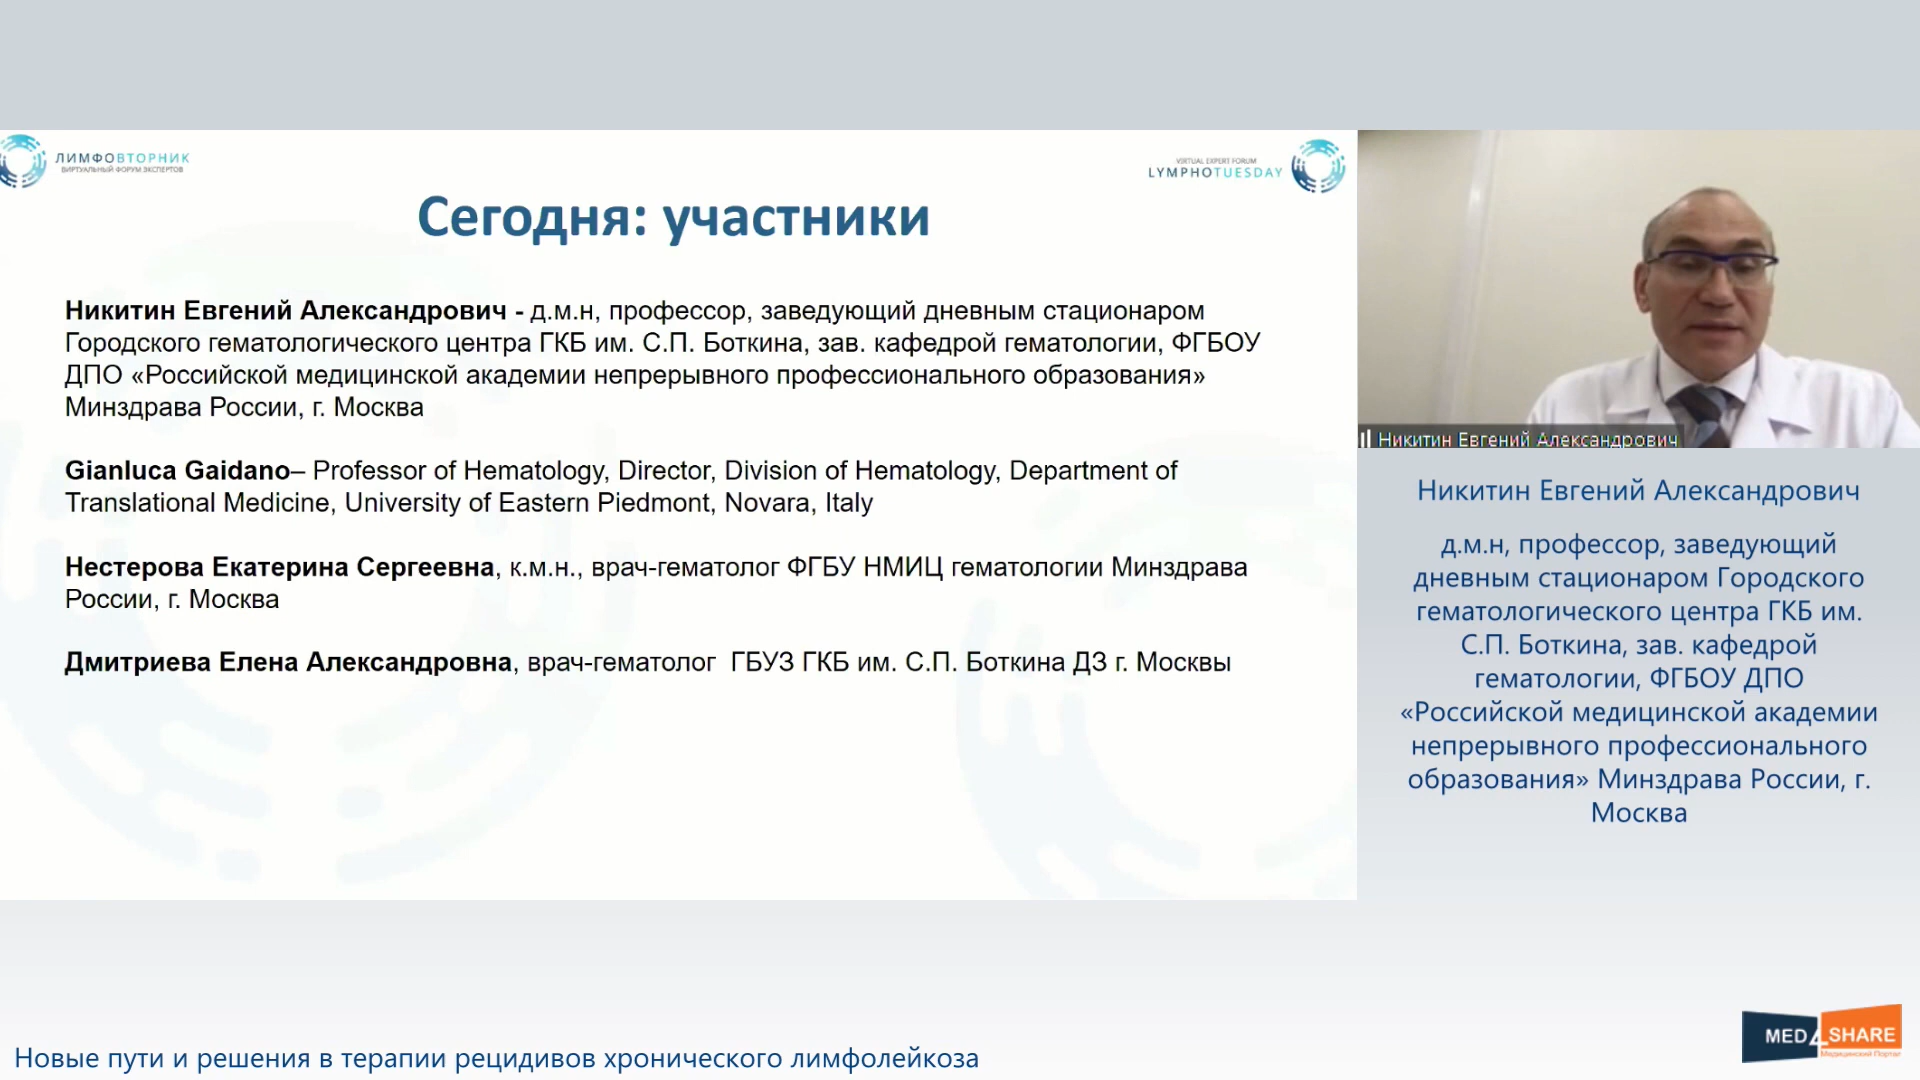 ЛИМФОВТОРНИК
ВИРТУАЛЬНЫЙ ФОРУМ ЭКСПЕРТОВ
VIRTUAL EXPERT FORUM
LYMPHOTUESDAY
Сегодня: участники
Никитин Евгений Александрович - д.м.н, профессор, заведующий дневным стационаром
Городского гематологического центра ГКБ им. С.П. Боткина, зав. кафедрой гематологии, ФГБОУ
ДПО «Российской медицинской академии непрерывного профессионального образования»
Минздрава России, г. Москва
Gianluca Gaidano– Professor of Hematology, Director, Division of Hematology, Department of
Translational Medicine, University of Eastern Piedmont, Novara, Italy
Нестерова Екатерина Сергеевна, к.м.н., врач-гематолог ФГБУ НМИЦ гематологии Минздрава
России, г. Москва
Дмитриева Елена Александровна, врач-гематолог  ГБУЗ ГКБ им. С.П. Боткина ДЗ г. Москвы
Никитин Евгений Александрович
Никитин Евгений Александрович
д.м.н, профессор, заведующий
дневным стационаром Городского
гематологического центра ГКБ им.
С.П. Боткина, зав. кафедрой
гематологии, ФГБОУ ДПО
«Российской медицинской академии
непрерывного профессионального
образования» Минздрава России, г.
Москва
MED4SHARE
Медицинский Портал
Новые пути и решения в терапии рецидивов хронического лимфолейкоза